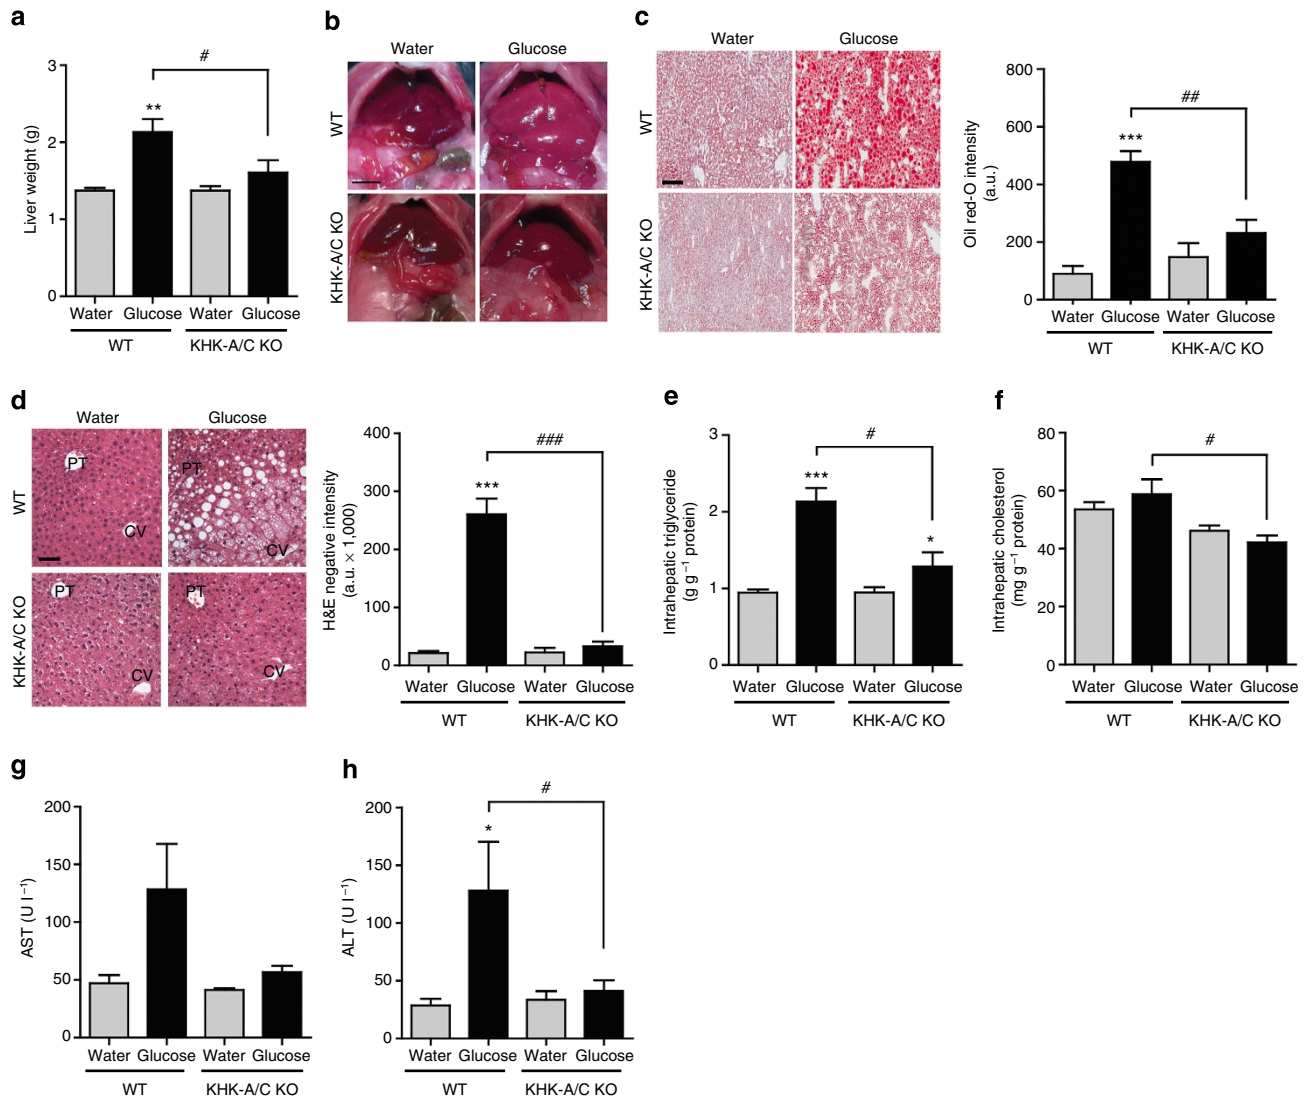 a
3
2
1
0
Liver weight (g)
**
#
Water Glucose Water Glucose
WT KHK-A/C KO
b
Water Glucose
WT
KHK-A/C KO
c
Water Glucose
WT
KHK-A/C KO
800
600
400
200
0
Oil red-O intensity
(a.u.)
***
##
Water Glucose Water Glucose
WT KHK-A/C KO
d
Water Glucose
WT
KHK-A/C KO
PT
CV
PT
CV
PT
CV
PT
CV
400
300
200
100
0
H&E negative intensity
(a.u. × 1,000)
***
###
Water Glucose Water Glucose
WT KHK-A/C KO
e
3
2
1
0
Intrahepatic triglyceride
(g g⁻¹ protein)
***
#
*
Water Glucose Water Glucose
WT KHK-A/C KO
f
80
60
40
20
0
Intrahepatic cholesterol
(mg g⁻¹ protein)
#
Water Glucose Water Glucose
WT KHK-A/C KO
g
200
150
100
50
0
AST (U l⁻¹)
Water Glucose Water Glucose
WT KHK-A/C KO
h
200
150
100
50
0
ALT (U l⁻¹)
*
#
Water Glucose Water Glucose
WT KHK-A/C KO